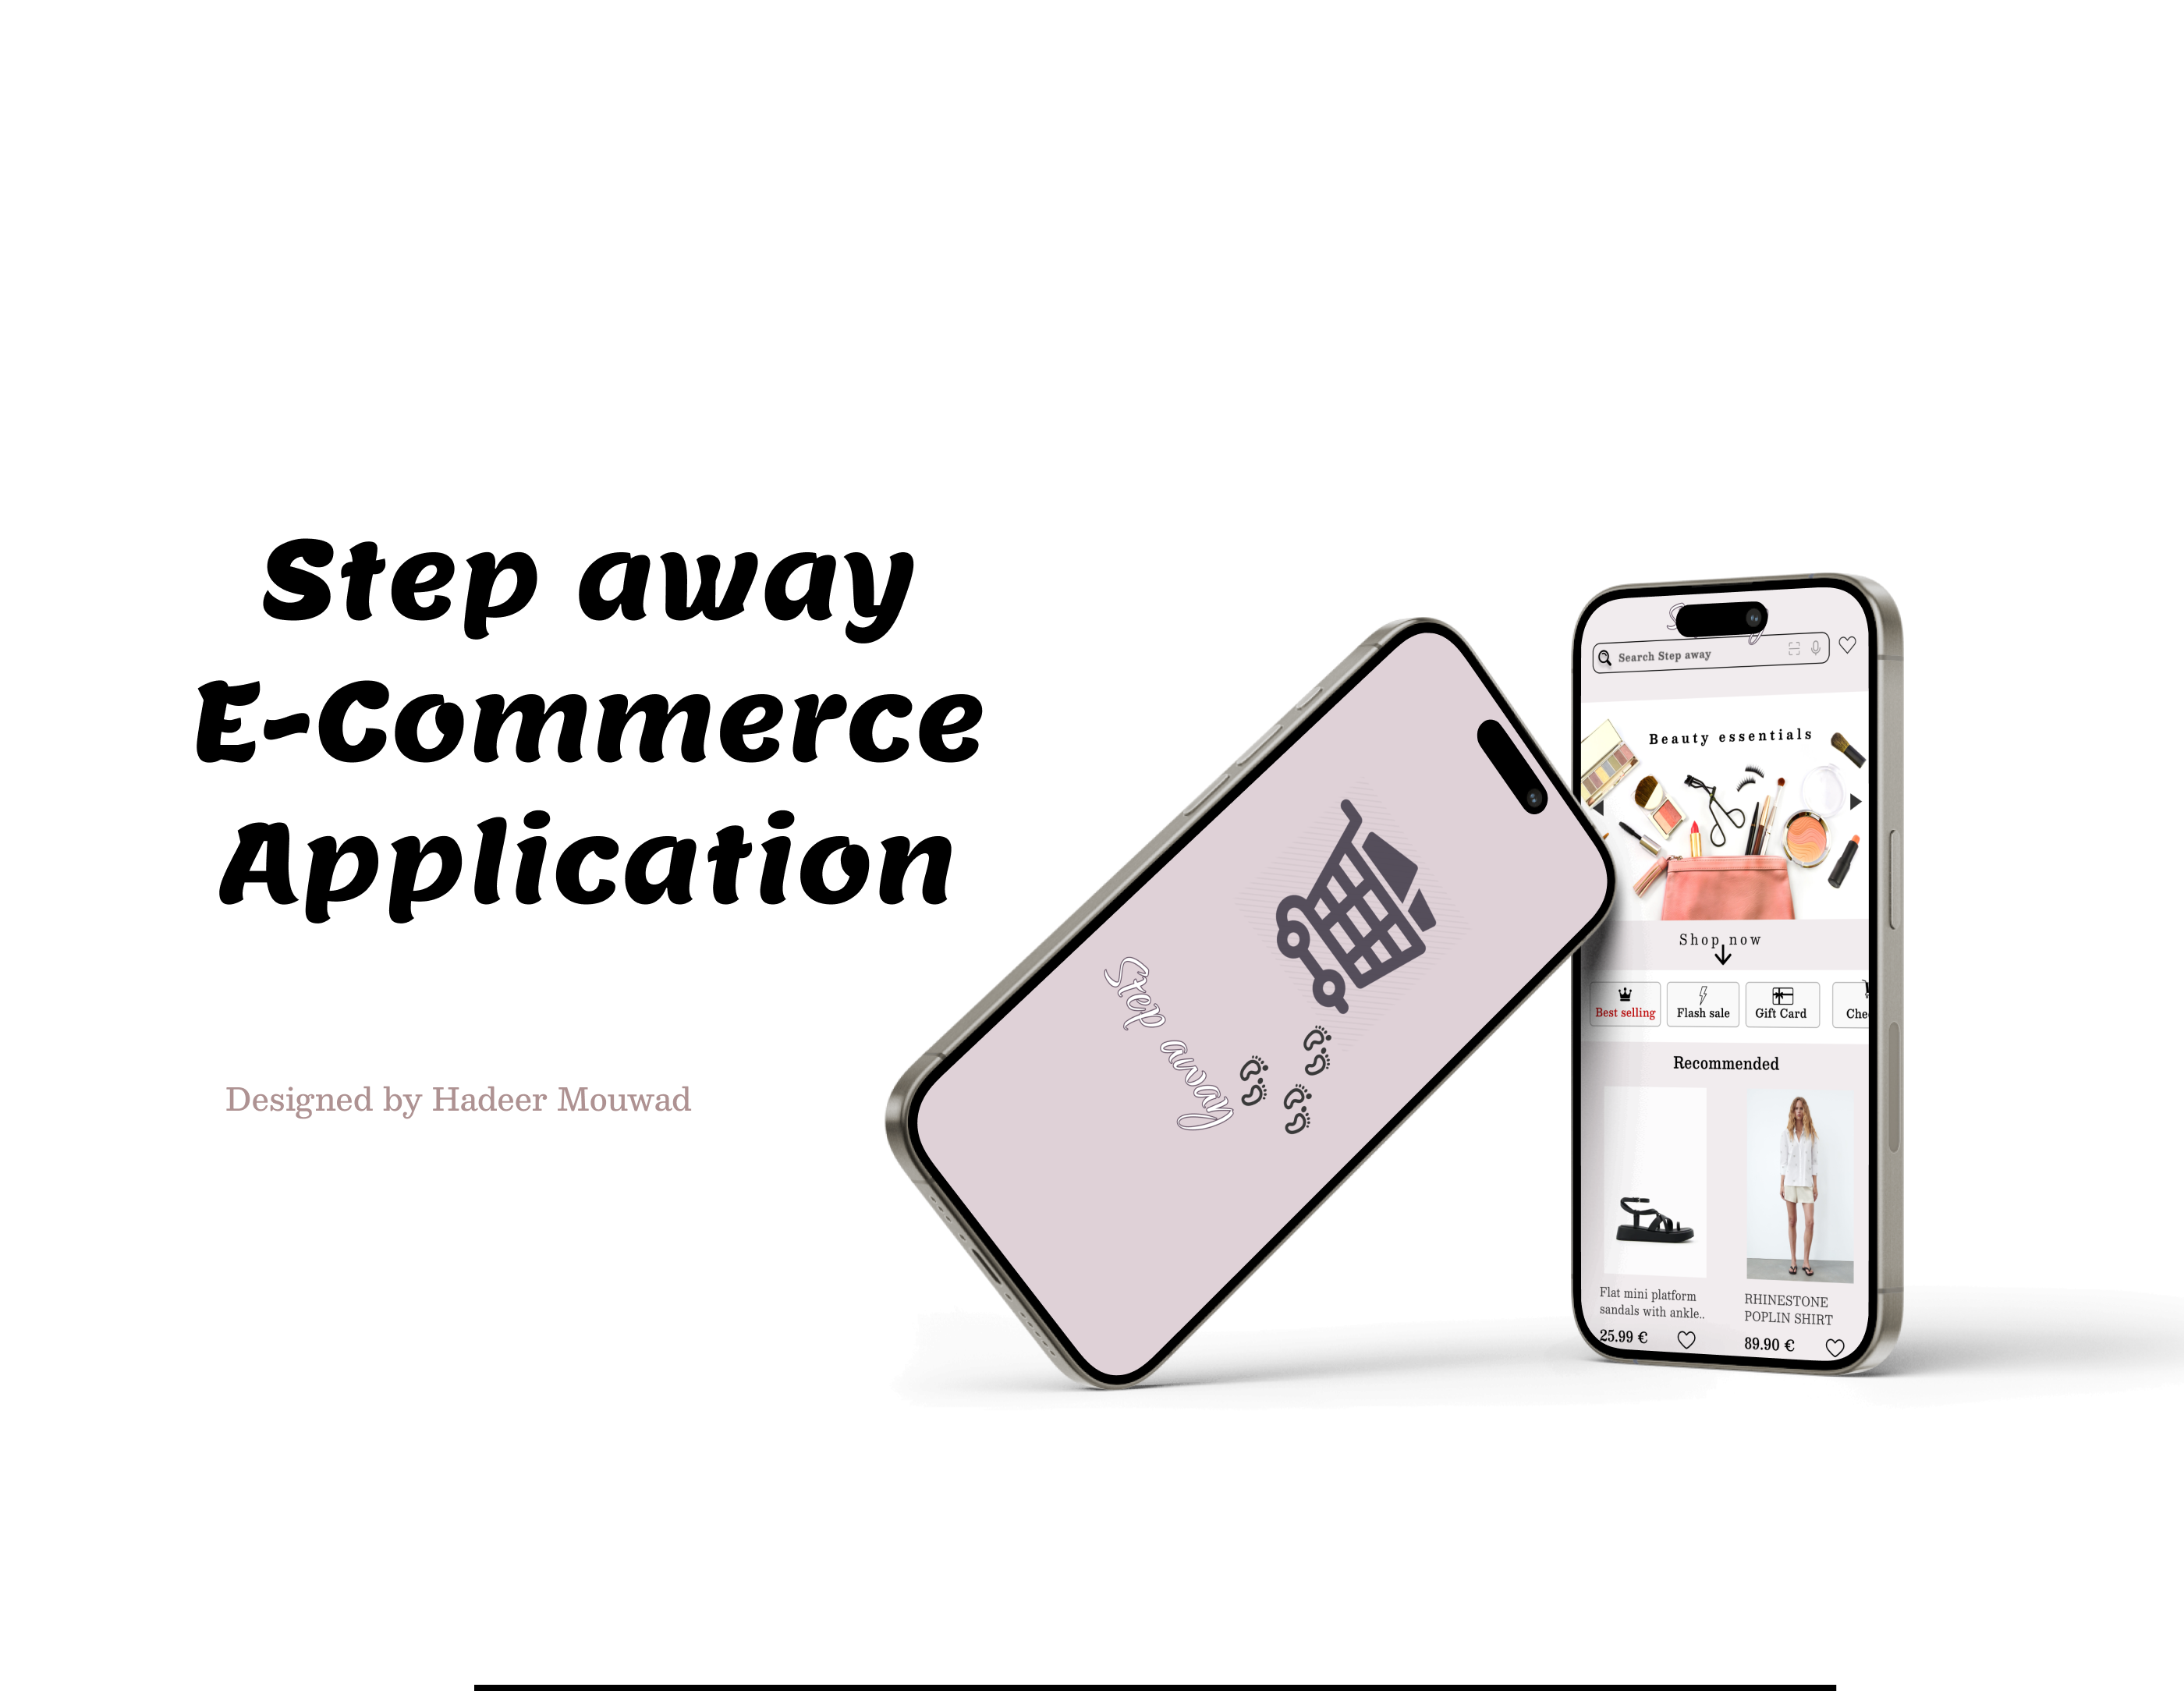 Step away
E-Commerce
Application
Designed by Hadeer Mouwad
Step away
Search Step away
Beauty essentials
Shop now
Best selling
Flash sale
Gift Card
Recommended
Flat mini platform
sandals with ankle..
25.99 €
RHINESTONE
POPLIN SHIRT
89.90 €